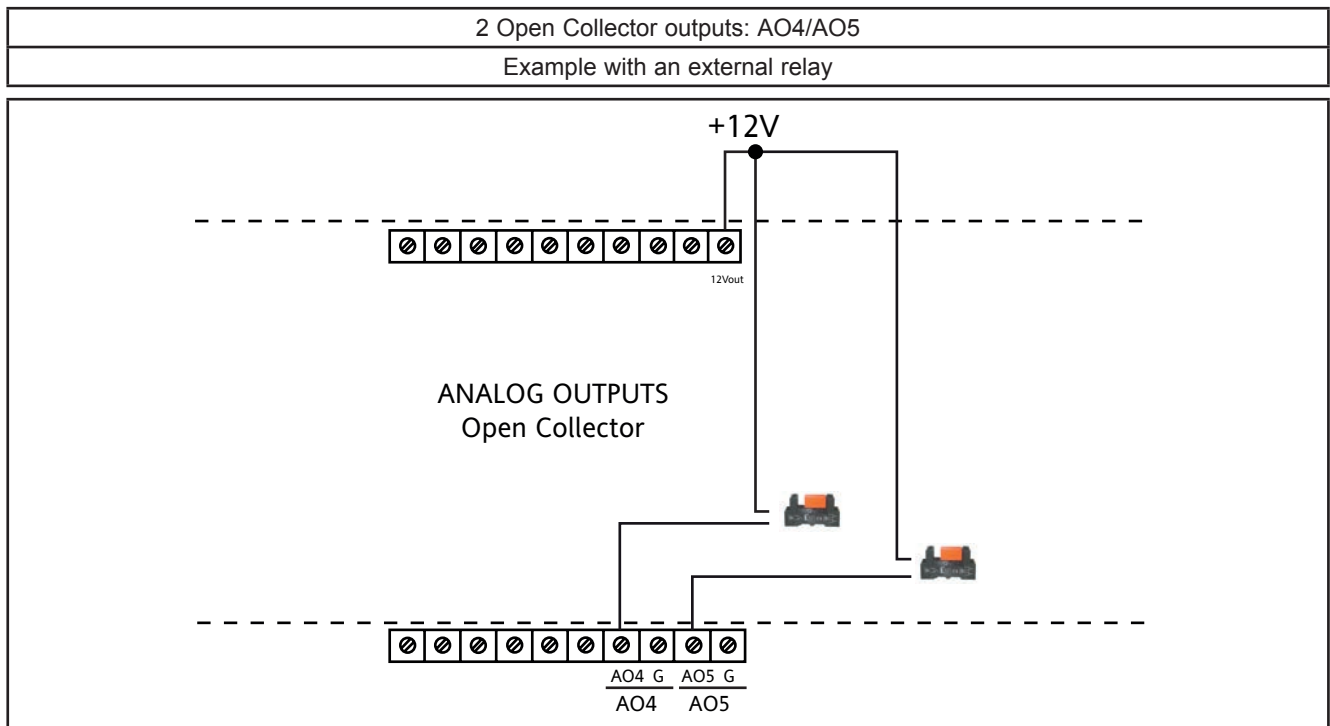 2 Open Collector outputs: AO4/AO5
Example with an external relay
+12V
12Vout
ANALOG OUTPUTS
Open Collector
AO4 G AO5 G
AO4 AO5